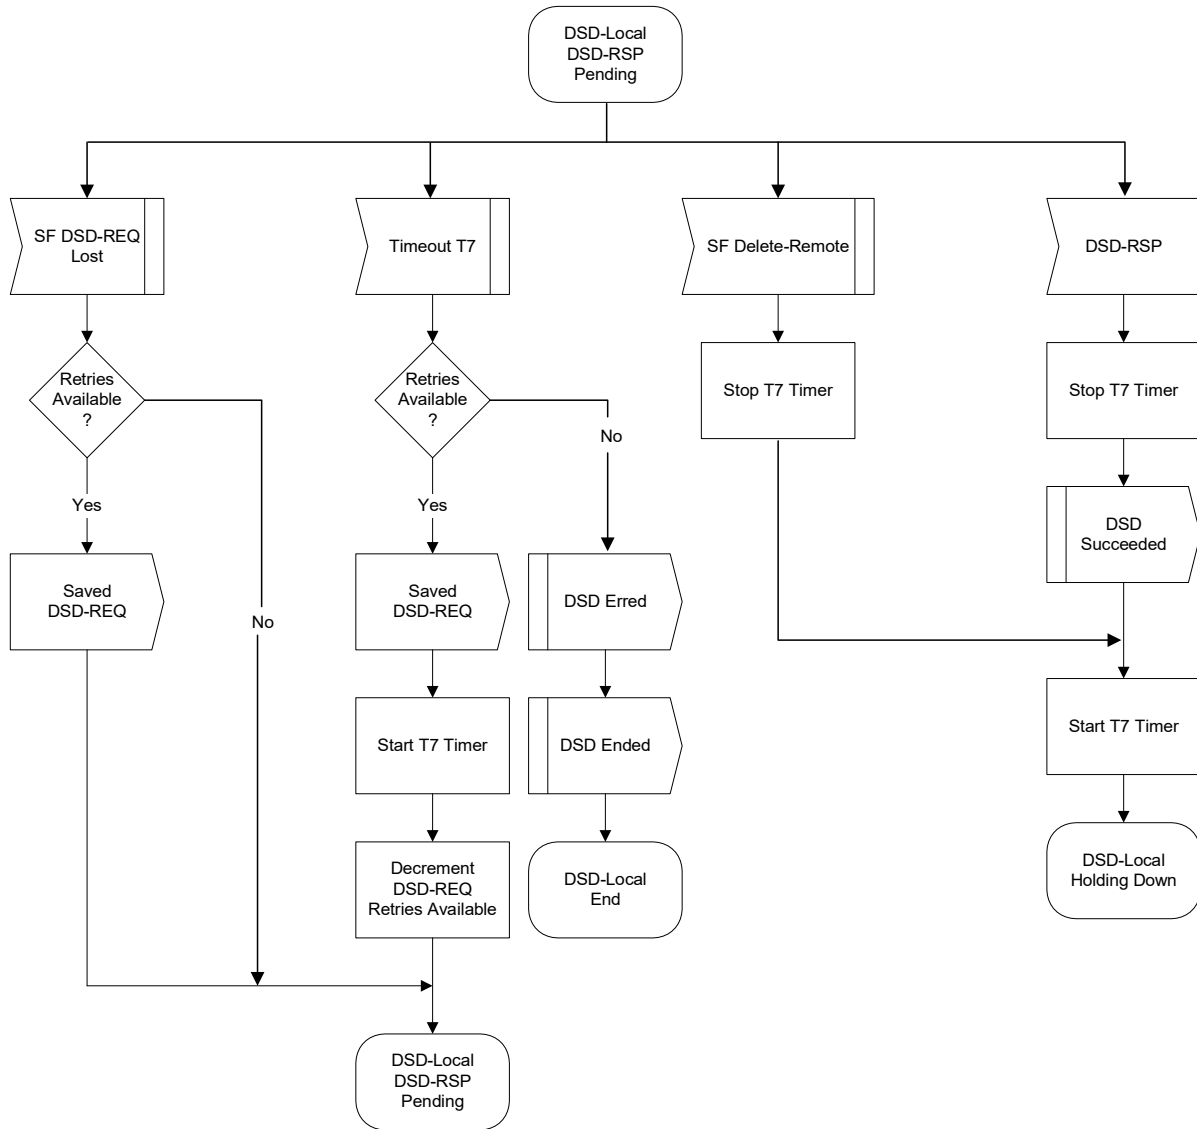 DSD-Local
DSD-RSP
Pending
SF DSD-REQ
Lost
Timeout T7
SF Delete-Remote
DSD-RSP
Retries
Available
?
Retries
Available
?
Stop T7 Timer
Stop T7 Timer
No
Yes
Yes
DSD
Succeeded
Saved
DSD-REQ
No
Saved
DSD-REQ
DSD Erred
Start T7 Timer
DSD Ended
Start T7 Timer
Decrement
DSD-REQ
Retries Available
DSD-Local
End
DSD-Local
Holding Down
DSD-Local
DSD-RSP
Pending